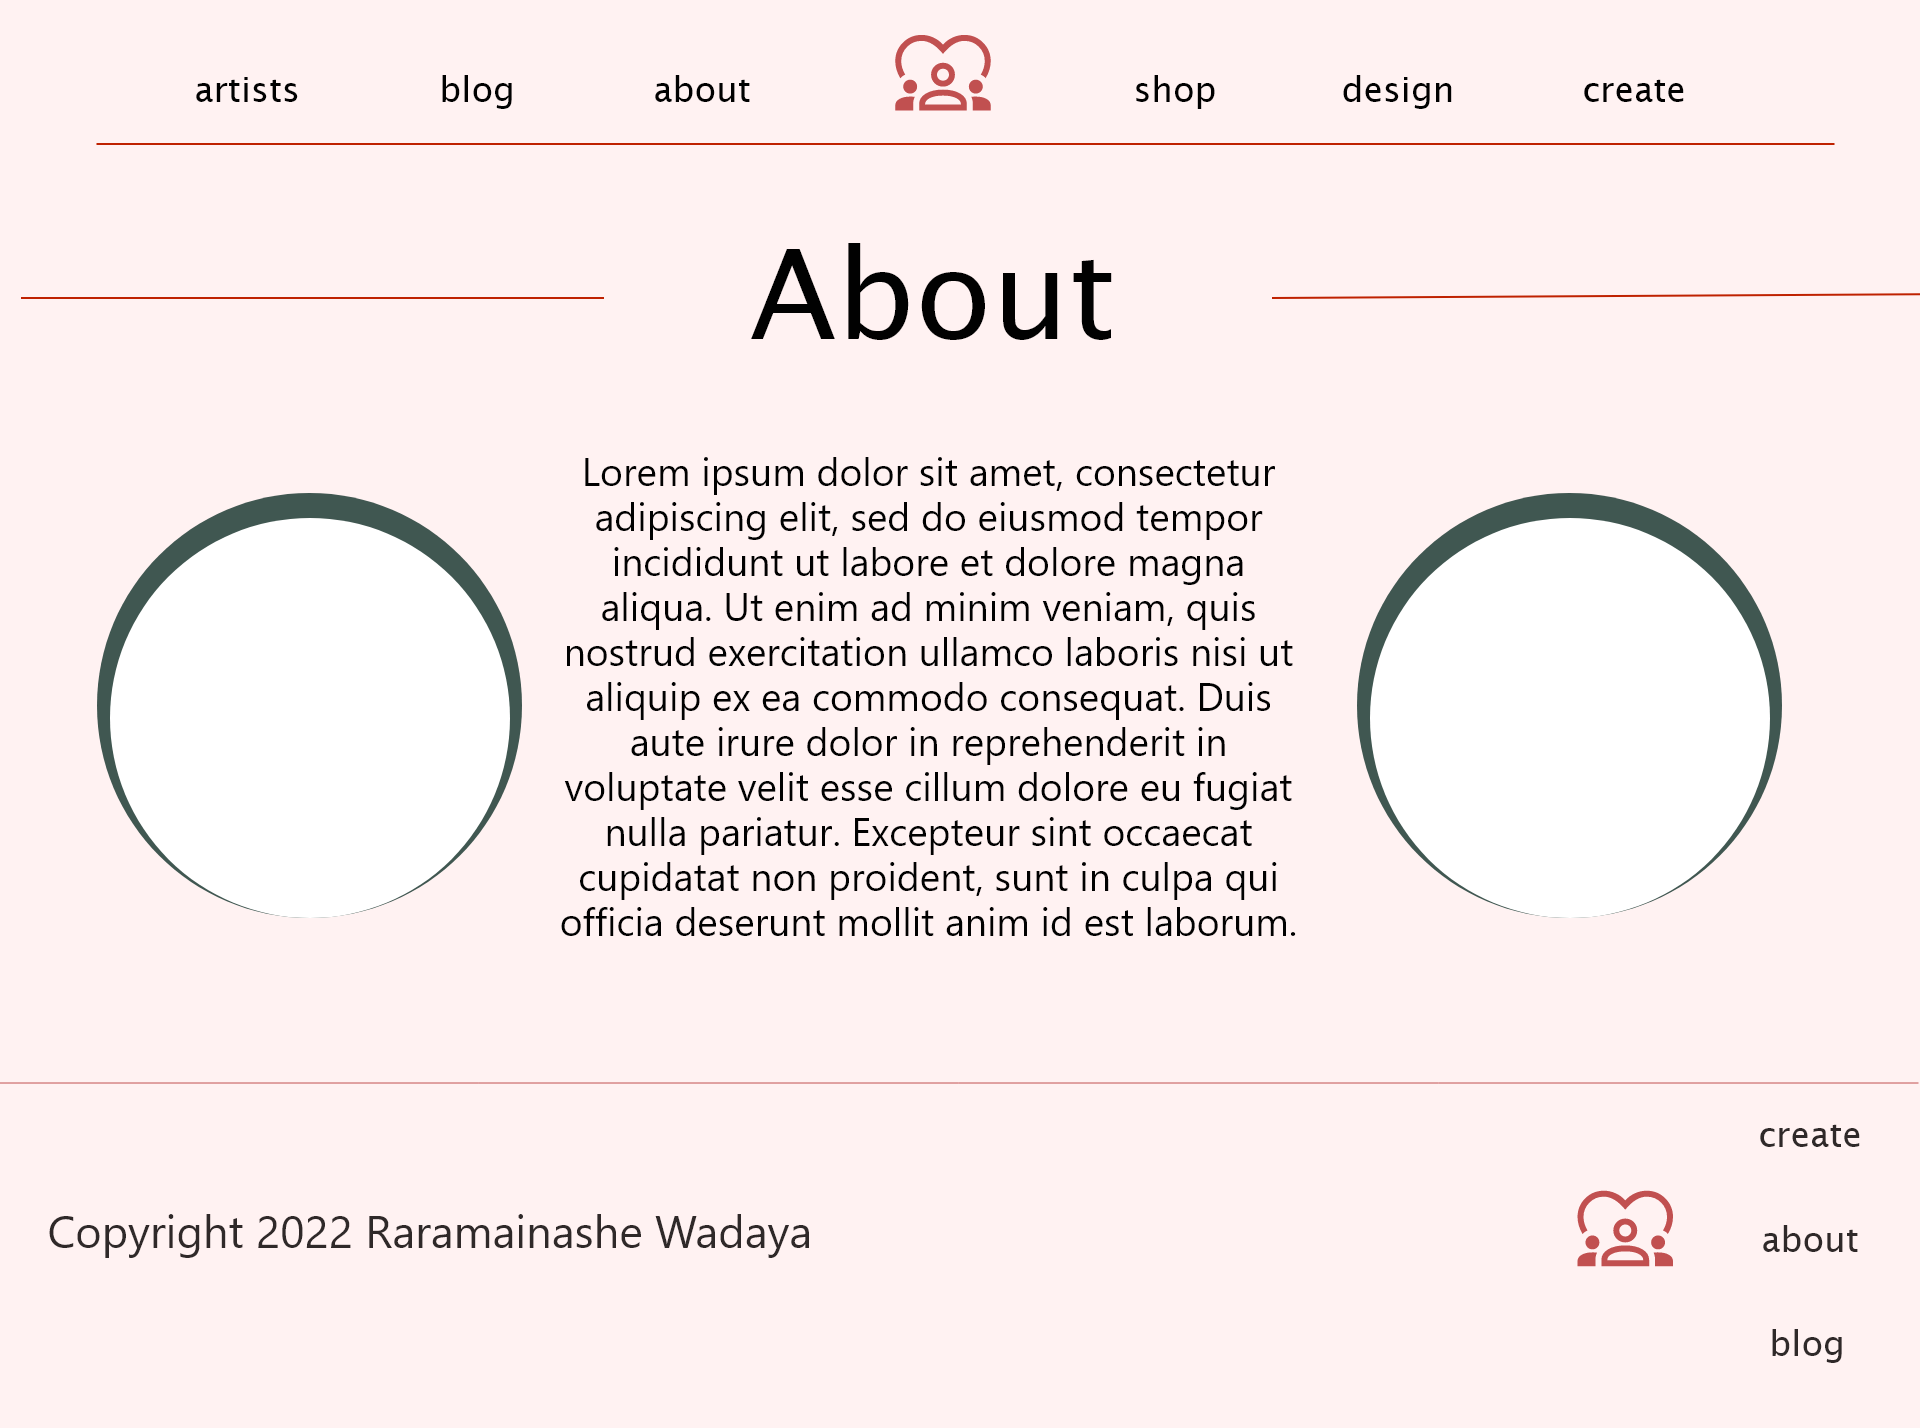 artists blog about shop design create
About
Lorem ipsum dolor sit amet, consectetur
adipiscing elit, sed do eiusmod tempor
incididunt ut labore et dolore magna
aliqua. Ut enim ad minim veniam, quis
nostrud exercitation ullamco laboris nisi ut
aliquip ex ea commodo consequat. Duis
aute irure dolor in reprehenderit in
voluptate velit esse cillum dolore eu fugiat
nulla pariatur. Excepteur sint occaecat
cupidatat non proident, sunt in culpa qui
officia deserunt mollit anim id est laborum.
Copyright 2022 Raramainashe Wadaya
create
about
blog